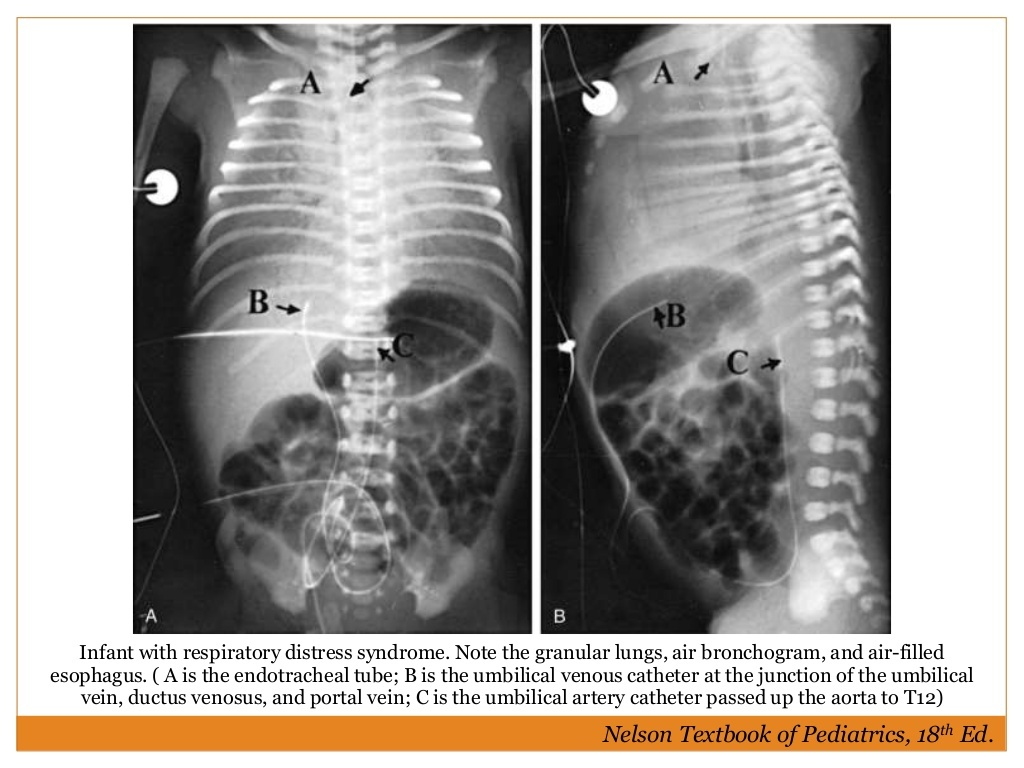 A
A
B
B
C
C
A
B
Infant with respiratory distress syndrome. Note the granular lungs, air bronchogram, and air-filled
esophagus. ( A is the endotracheal tube; B is the umbilical venous catheter at the junction of the umbilical
vein, ductus venosus, and portal vein; C is the umbilical artery catheter passed up the aorta to T12)
Nelson Textbook of Pediatrics, 18th Ed.